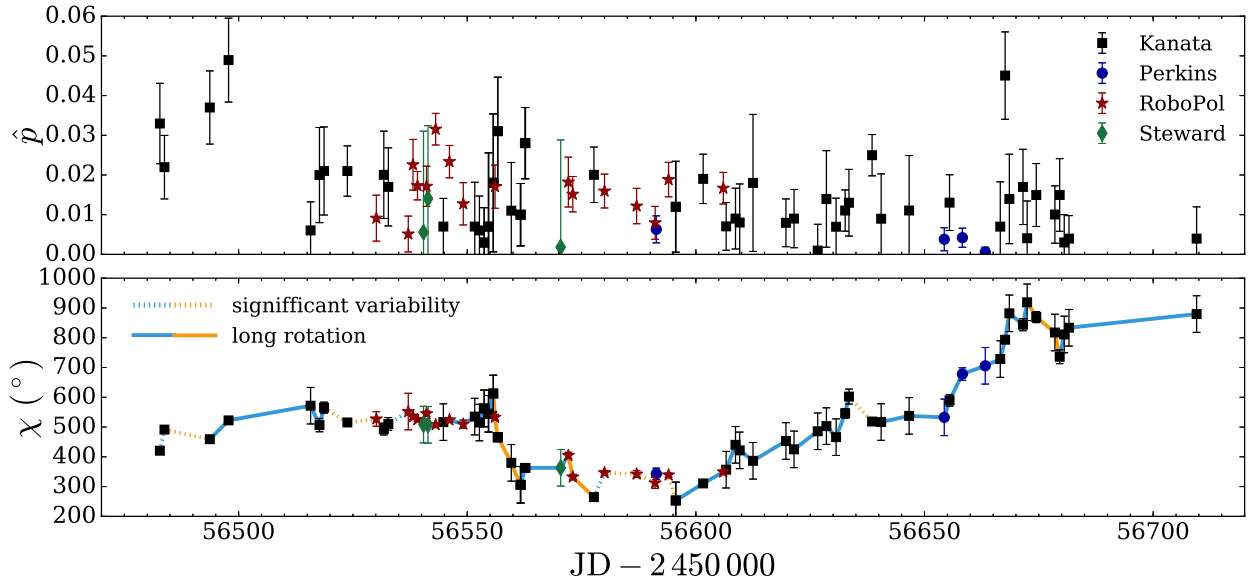 0.06
0.05
0.04
0.03
0.02
0.01
0.00
p̂
Kanata
Perkins
RoboPol
Steward
1000
900
800
700
600
500
400
300
200
χ (°)
signifficant variability
long rotation
56500 56550 56600 56650 56700
JD − 2 450 000